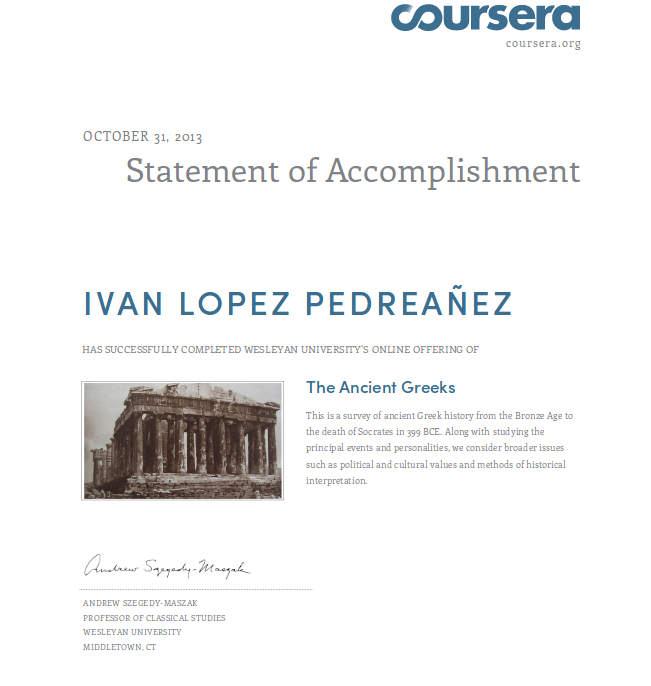 coursera
coursera.org
OCTOBER 31, 2013
Statement of Accomplishment
IVAN LOPEZ PEDREAÑEZ
HAS SUCCESSFULLY COMPLETED WESLEYAN UNIVERSITY'S ONLINE OFFERING OF
The Ancient Greeks
This is a survey of ancient Greek history from the Bronze Age to
the death of Socrates in 399 BCE. Along with studying the
principal events and personalities, we consider broader issues
such as political and cultural values and methods of historical
interpretation.
Andrew Szegedy-Maszak
ANDREW SZEGEDY-MASZAK
PROFESSOR OF CLASSICAL STUDIES
WESLEYAN UNIVERSITY
MIDDLETOWN, CT